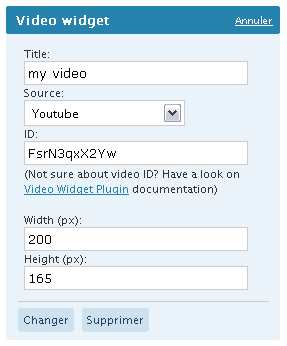 Video widget Annuler
Title:
my video
Source:
Youtube
ID:
FsrN3qxX2Yw
(Not sure about video ID? Have a look on
Video Widget Plugin documentation)
Width (px):
200
Height (px):
165
Changer Supprimer